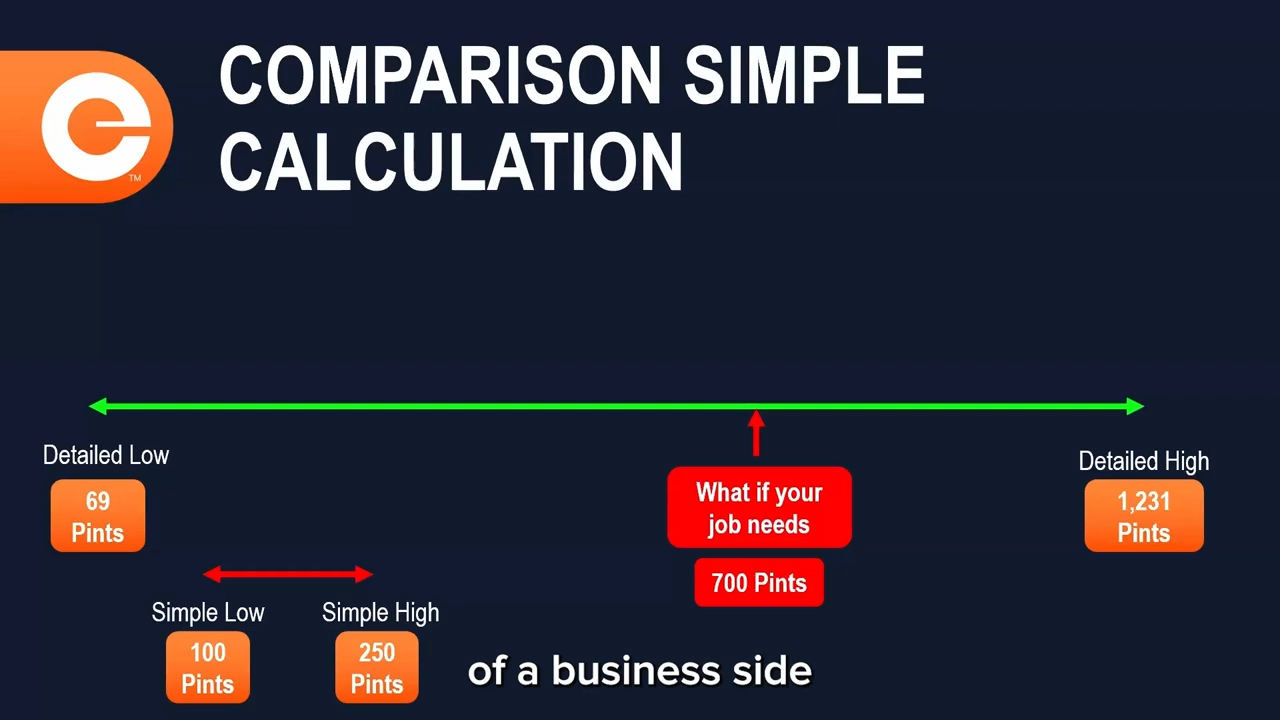 COMPARISON SIMPLE
CALCULATION
e
TM
Detailed Low
69
Pints
What if your
job needs
700 Pints
Detailed High
1,231
Pints
Simple Low
100
Pints
Simple High
250
Pints
of a business side